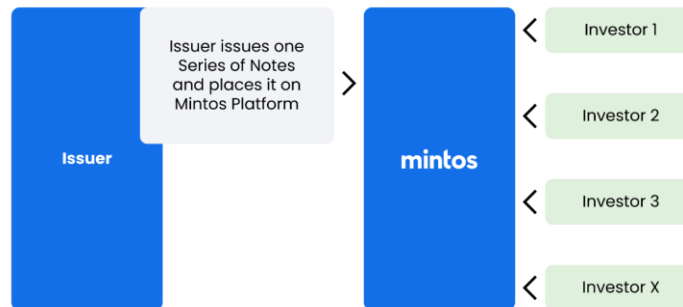 Issuer issues one
Series of Notes
and places it on
Mintos Platform
Issuer
mintos
Investor 1
Investor 2
Investor 3
Investor X